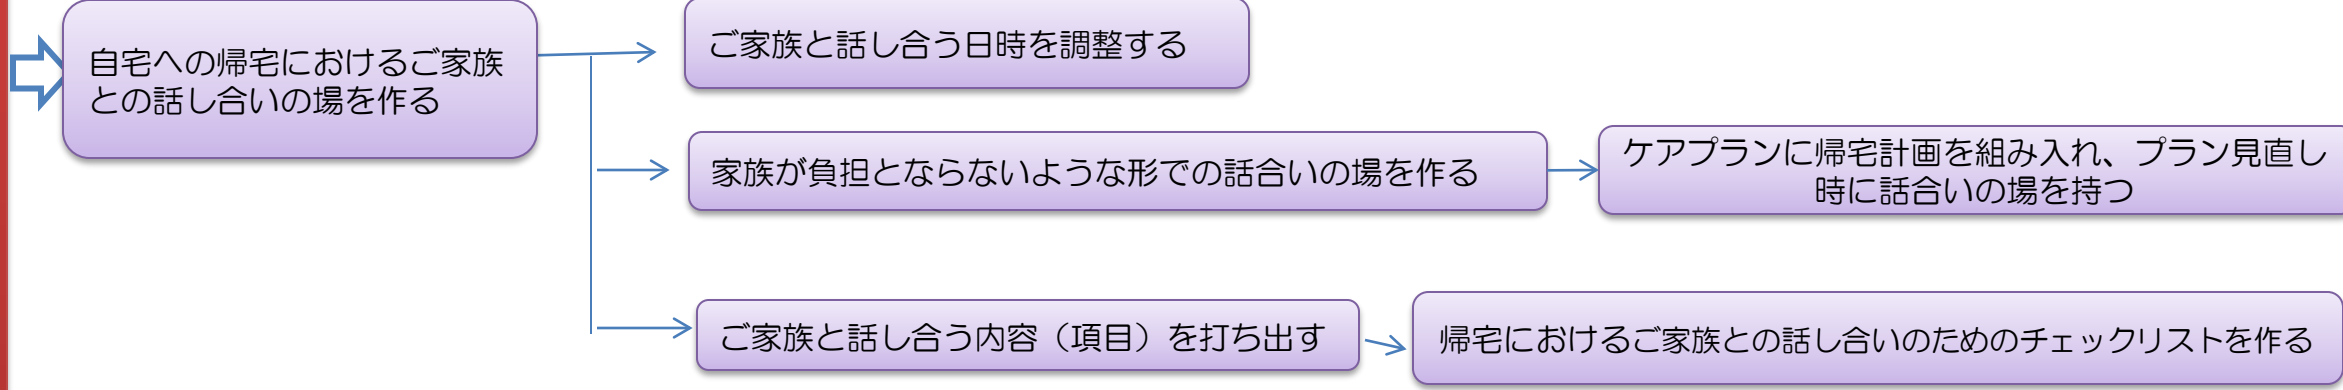 自宅への帰宅におけるご家族
との話し合いの場を作る
ご家族と話し合う日時を調整する
家族が負担とならないような形での話合いの場を作る
ケアプランに帰宅計画を組み入れ、プラン見直し
時に話合いの場を持つ
ご家族と話し合う内容（項目）を打ち出す
帰宅におけるご家族との話し合いのためのチェックリストを作る